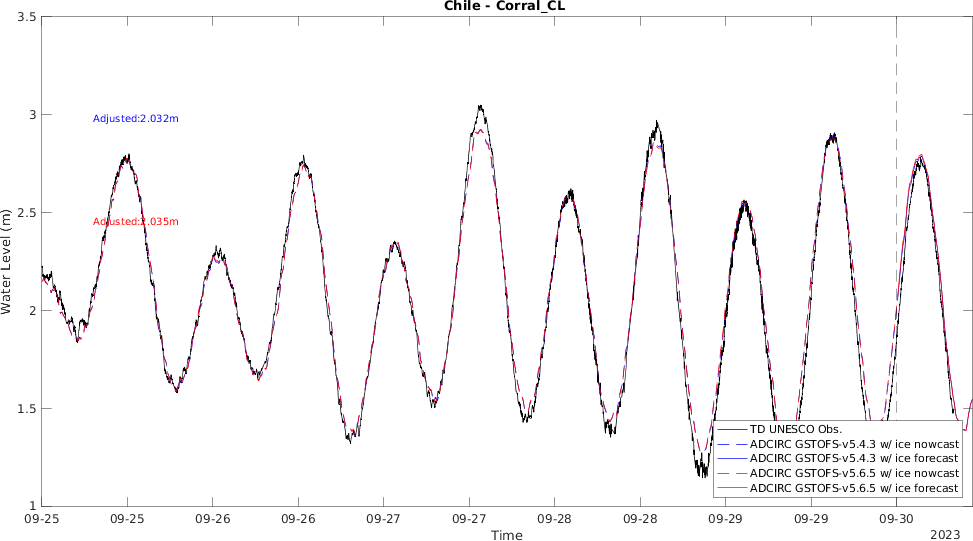 Chile - Corral_CL
3.5
3
2.5
2
1.5
1
Water Level (m)
Adjusted:2.032m
Adjusted:2.035m
TD UNESCO Obs.
ADCIRC GSTOFS-v5.4.3 w/ ice nowcast
ADCIRC GSTOFS-v5.4.3 w/ ice forecast
ADCIRC GSTOFS-v5.6.5 w/ ice nowcast
ADCIRC GSTOFS-v5.6.5 w/ ice forecast
09-25 09-25 09-26 09-26 09-27 09-27 09-28 09-28 09-29 09-29 09-30
Time
2023